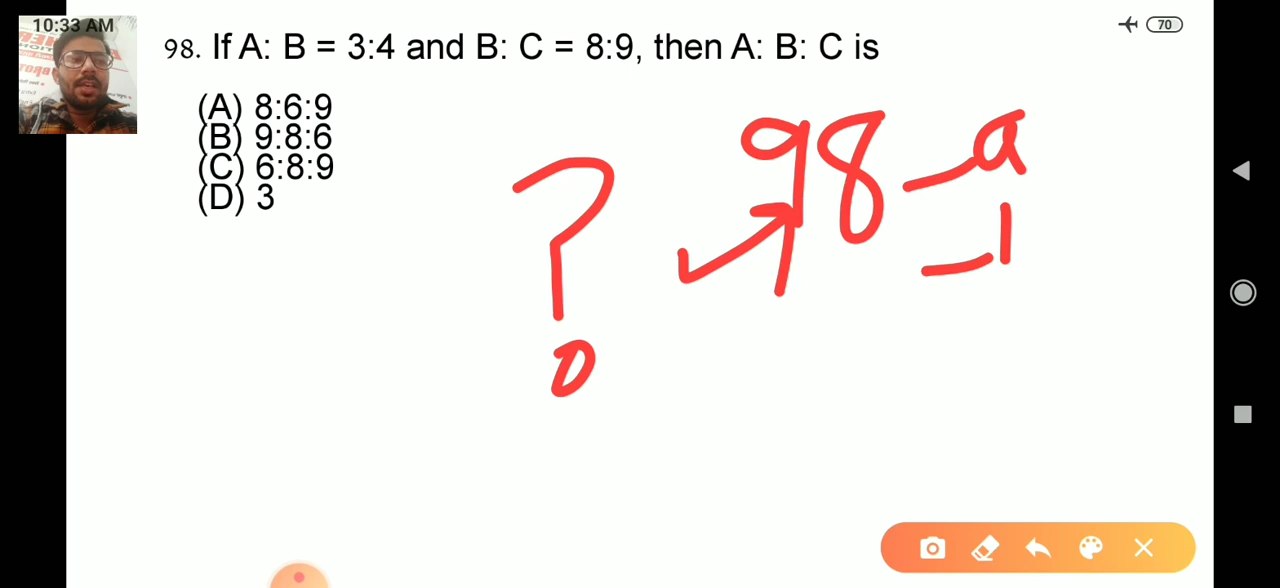 10:33 AM
70
98. If A: B = 3:4 and B: C = 8:9, then A: B: C is
(A) 8:6:9
(B) 9:8:6
(C) 6:8:9
(D) 3
98 - a
- 1
?